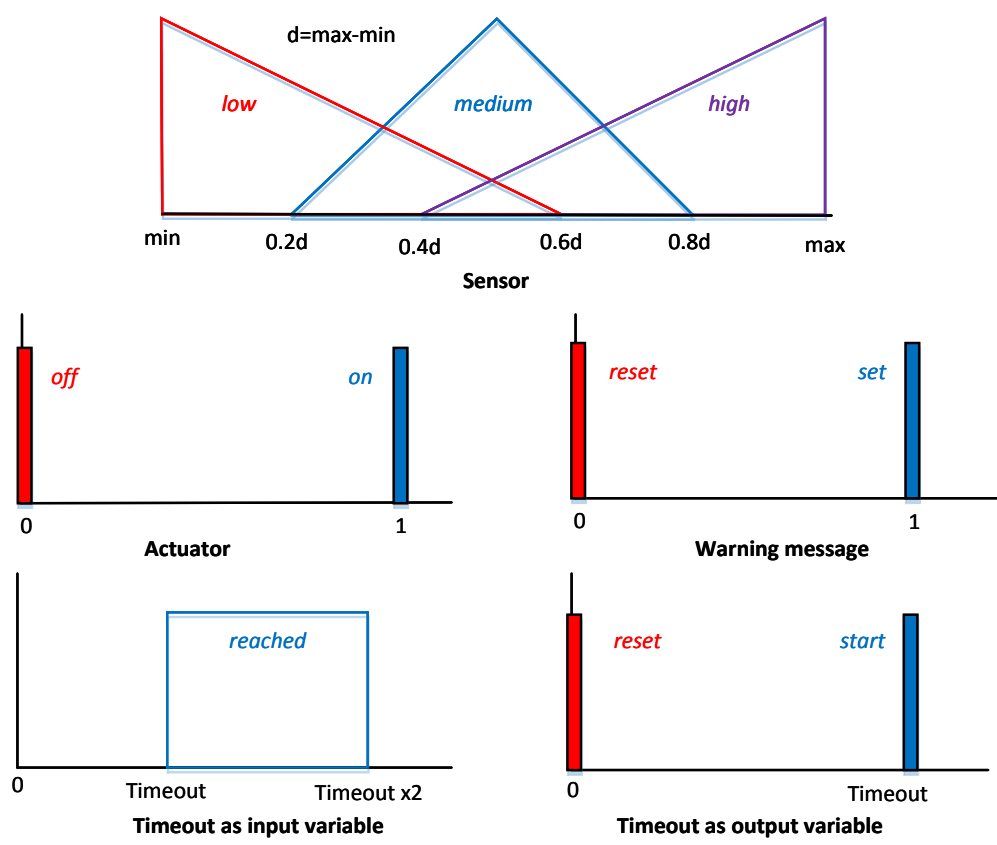 d=max-min
low
medium
high
min
0.2d
0.4d
0.6d
0.8d
max
Sensor
off
on
0
1
Actuator
reset
set
0
1
Warning message
reached
0
Timeout
Timeout x2
Timeout as input variable
reset
start
0
Timeout
Timeout as output variable